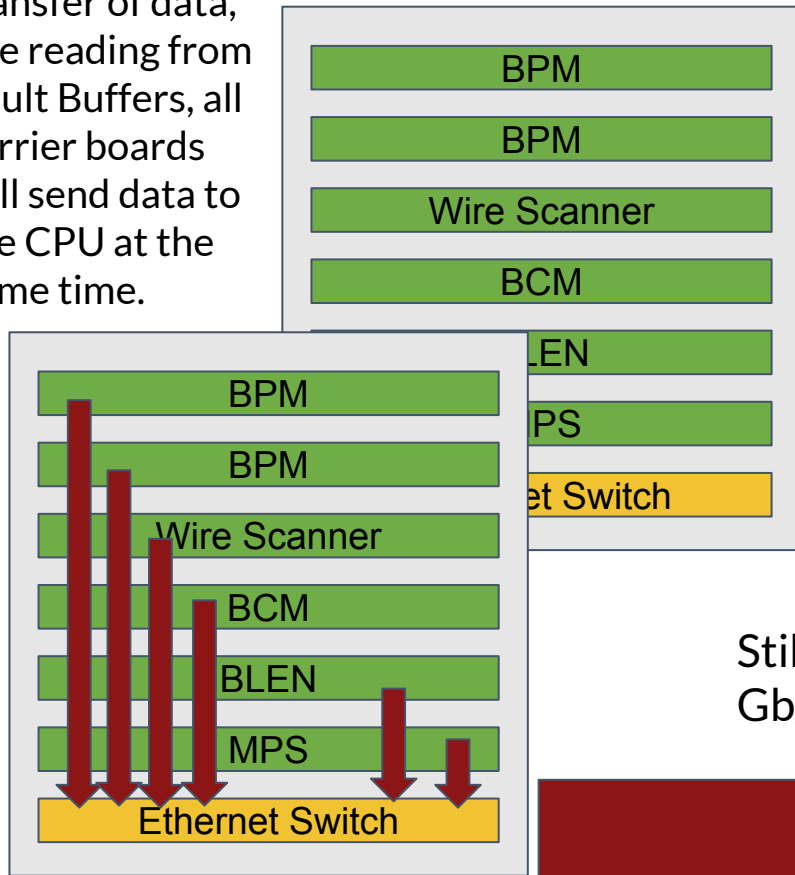 ansfer of data,
e reading from
ult Buffers, all
rrier boards
ll send data to
e CPU at the
me time.
BPM
BPM
Wire Scanner
BCM
LEN
IPS
et Switch
BPM
BPM
Wire Scanner
BCM
BLEN
MPS
Ethernet Switch
Stil
Gb